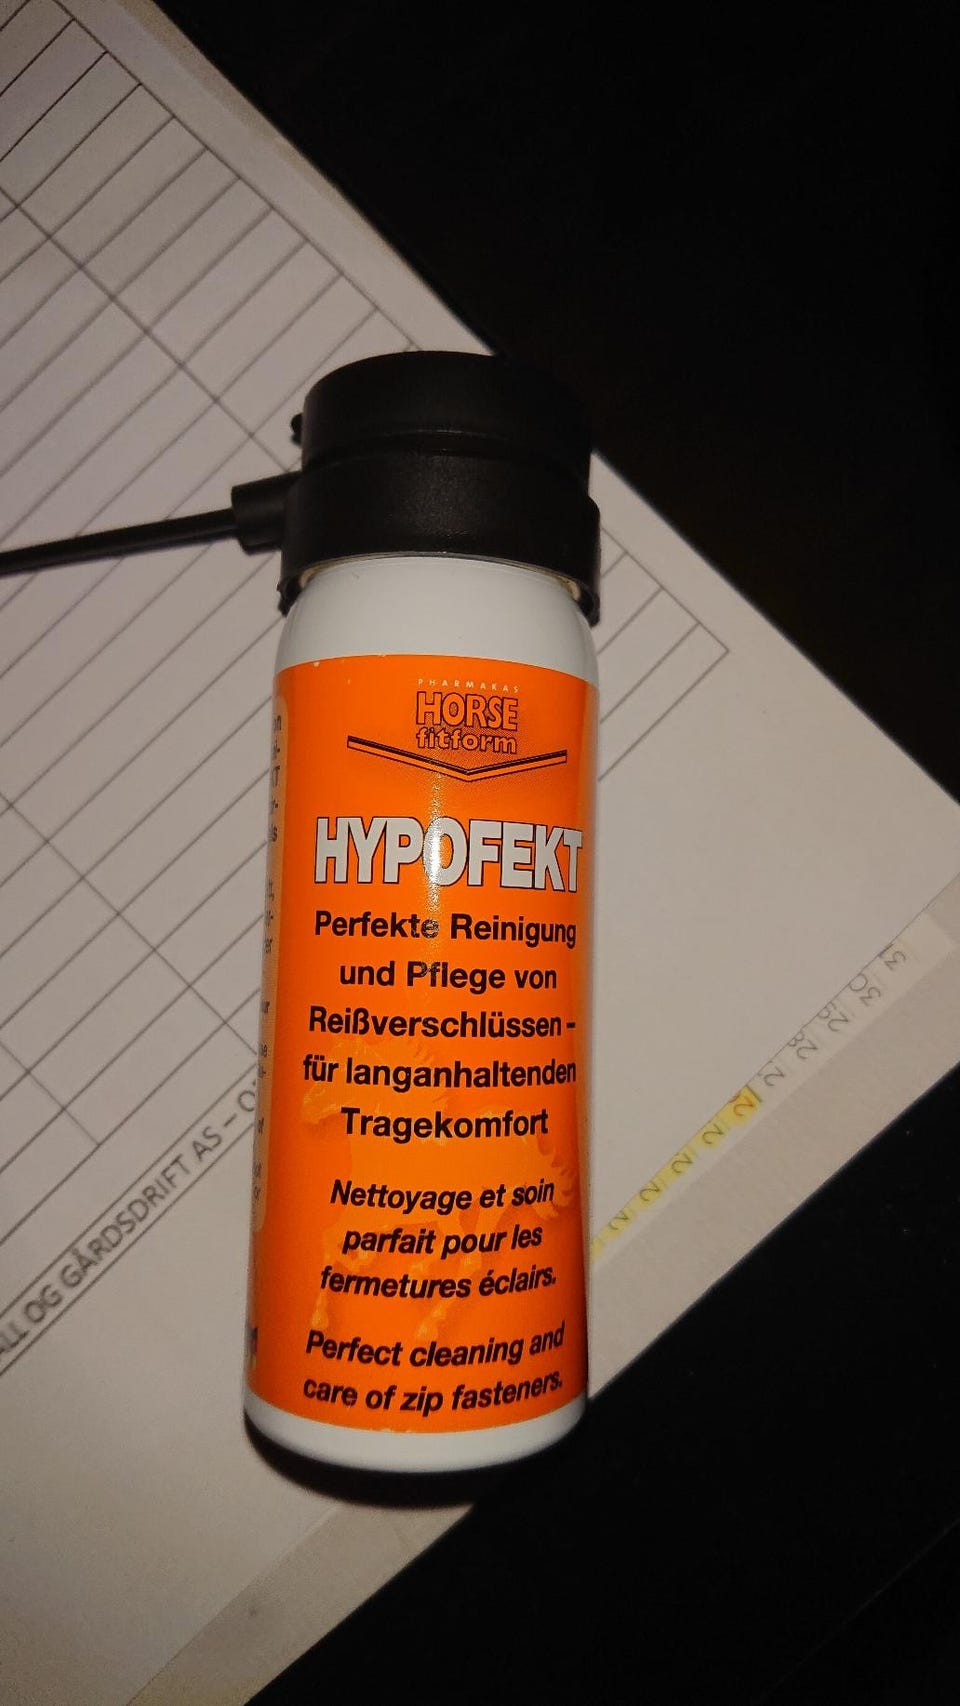 PHARMAKAS
HORSE
fitform
HYPOFEKT
Perfekte Reinigung
und Pflege von
Reißverschlüssen -
für langanhaltenden
Tragekomfort
Nettoyage et soin
parfait pour les
fermetures éclairs.
Perfect cleaning and
care of zip fasteners.
OG GÅRDSDRIFT AS -